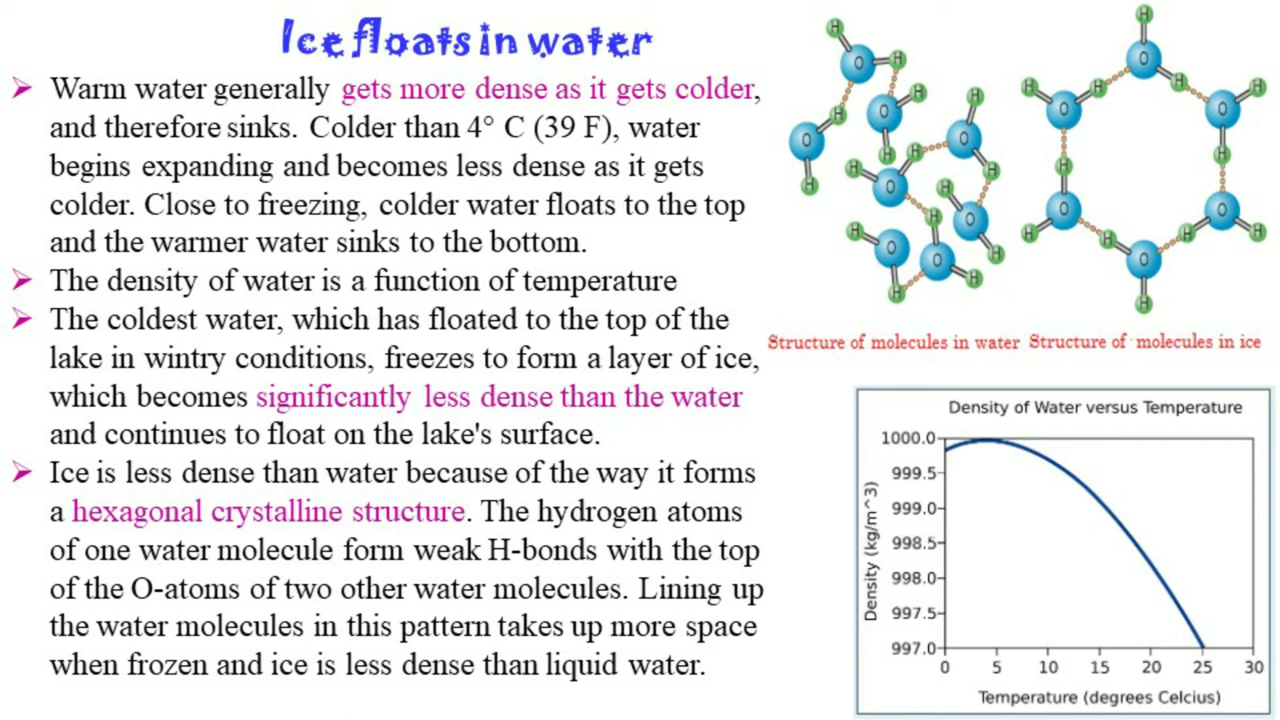 Ice floats in water
➢ Warm water generally gets more dense as it gets colder,
and therefore sinks. Colder than 4° C (39 F), water
begins expanding and becomes less dense as it gets
colder. Close to freezing, colder water floats to the top
and the warmer water sinks to the bottom.
➢ The density of water is a function of temperature
➢ The coldest water, which has floated to the top of the
lake in wintry conditions, freezes to form a layer of ice,
which becomes significantly less dense than the water
and continues to float on the lake's surface.
➢ Ice is less dense than water because of the way it forms
a hexagonal crystalline structure. The hydrogen atoms
of one water molecule form weak H-bonds with the top
of the O-atoms of two other water molecules. Lining up
the water molecules in this pattern takes up more space
when frozen and ice is less dense than liquid water.
H
O H
H
O H
H
O
H
H
O
H
H
O
H
H
O
H
H
O
H
H
O
H
H
O H
H
H O
H
H
O
H
O
H
H
H
O
H
H
O
H
H
O
H
Structure of molecules in water
Structure of molecules in ice
Density of Water versus Temperature
Density (kg/m^3)
1000.0
999.5
999.0
998.5
998.0
997.5
997.0
0 5 10 15 20 25 30
Temperature (degrees Celcius)